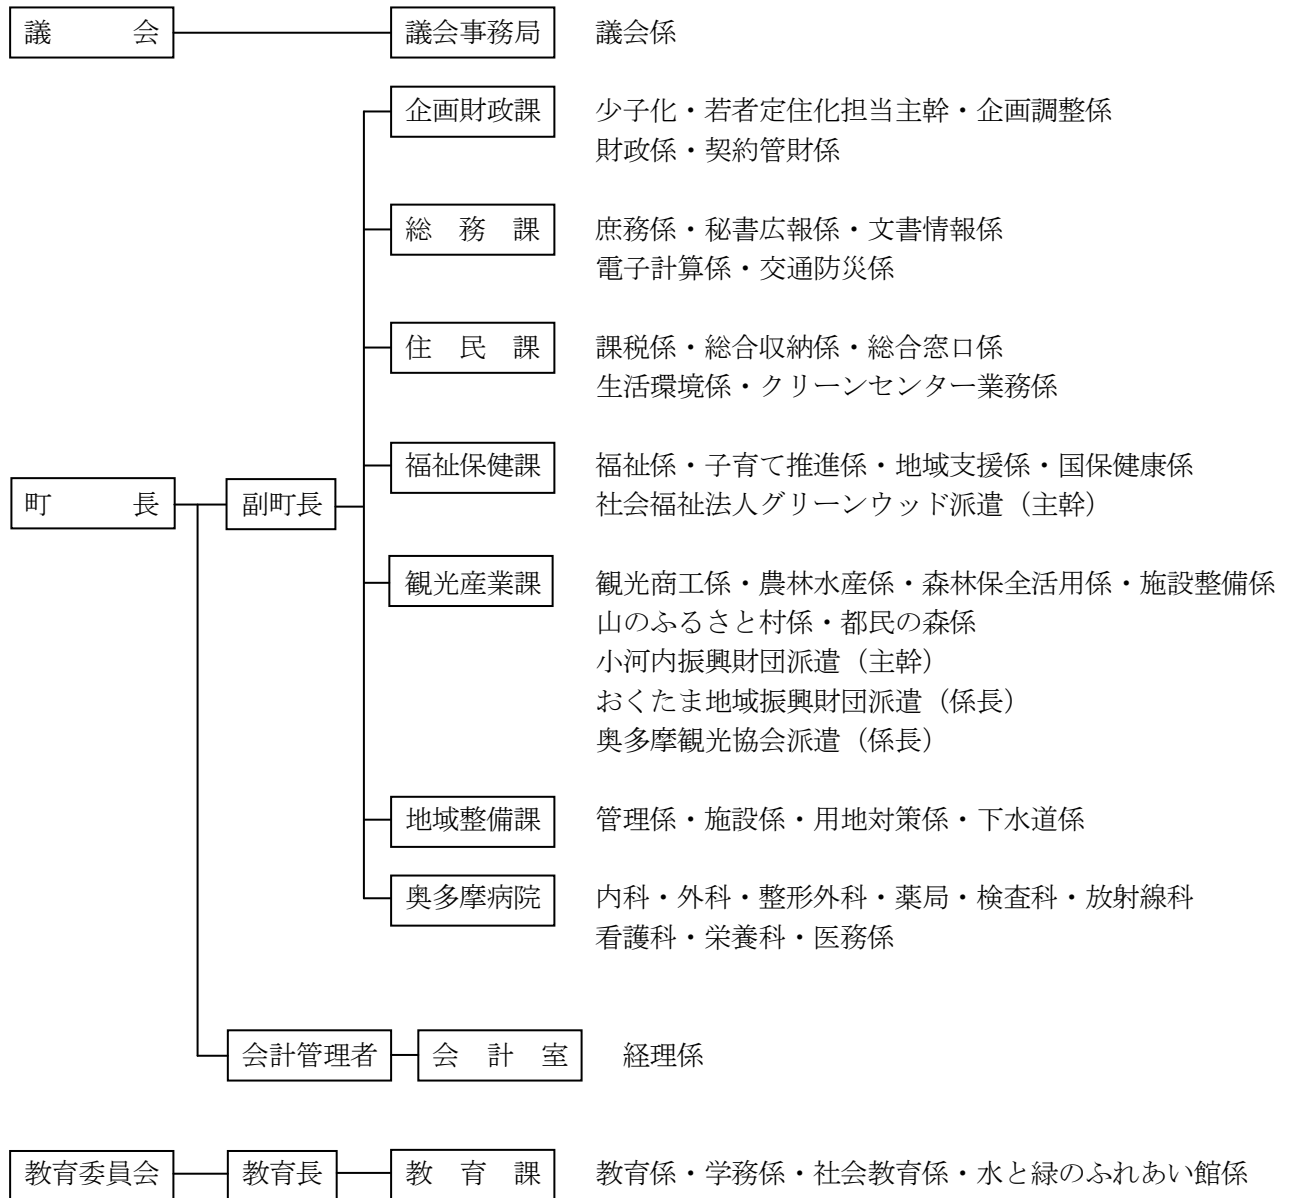 議　　　会　議会事務局　議会係
企画財政課　少子化・若者定住化担当主幹・企画調整係
財政係・契約管財係
総　務　課　庶務係・秘書広報係・文書情報係
電子計算係・交通防災係
住　民　課　課税係・総合収納係・総合窓口係
生活環境係・クリーンセンター業務係
福祉保健課　福祉係・子育て推進係・地域支援係・国保健康係
町　　　長　副町長　社会福祉法人グリーンウッド派遣（主幹）
観光産業課　観光商工係・農林水産係・森林保全活用係・施設整備係
山のふるさと村係・都民の森係
小河内振興財団派遣（主幹）
おくたま地域振興財団派遣（係長）
奥多摩観光協会派遣（係長）
地域整備課　管理係・施設係・用地対策係・下水道係
奥多摩病院　内科・外科・整形外科・薬局・検査科・放射線科
看護科・栄養科・医務係
会計管理者　会　計　室　経理係
教育委員会　教育長　教　育　課　教育係・学務係・社会教育係・水と緑のふれあい館係